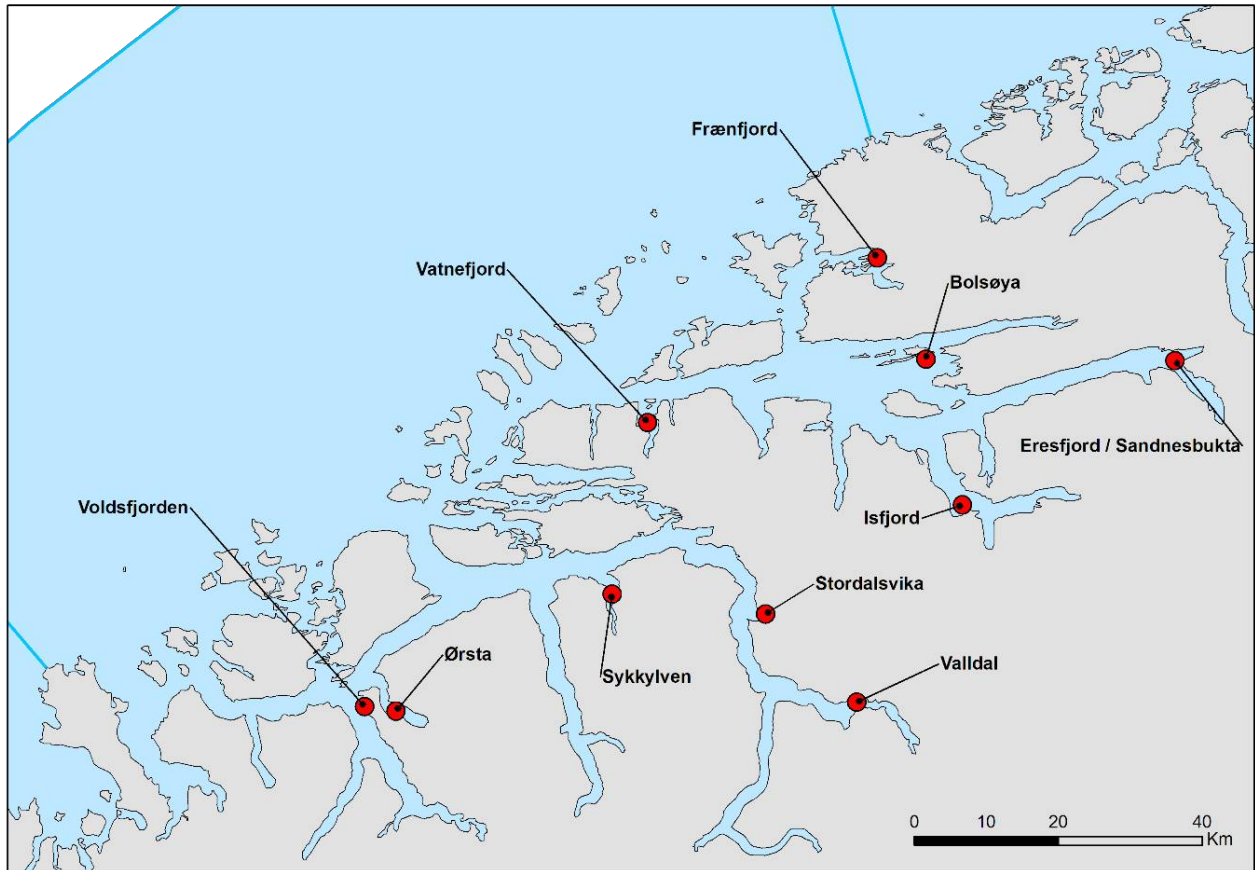 Frænfjord
Vatnefjord
Bolsøya
Eresfjord / Sandnesbukta
Voldsfjorden
Isfjord
Stordalsvika
Ørsta
Sykkylven
Valldal
0 10 20 40
Km